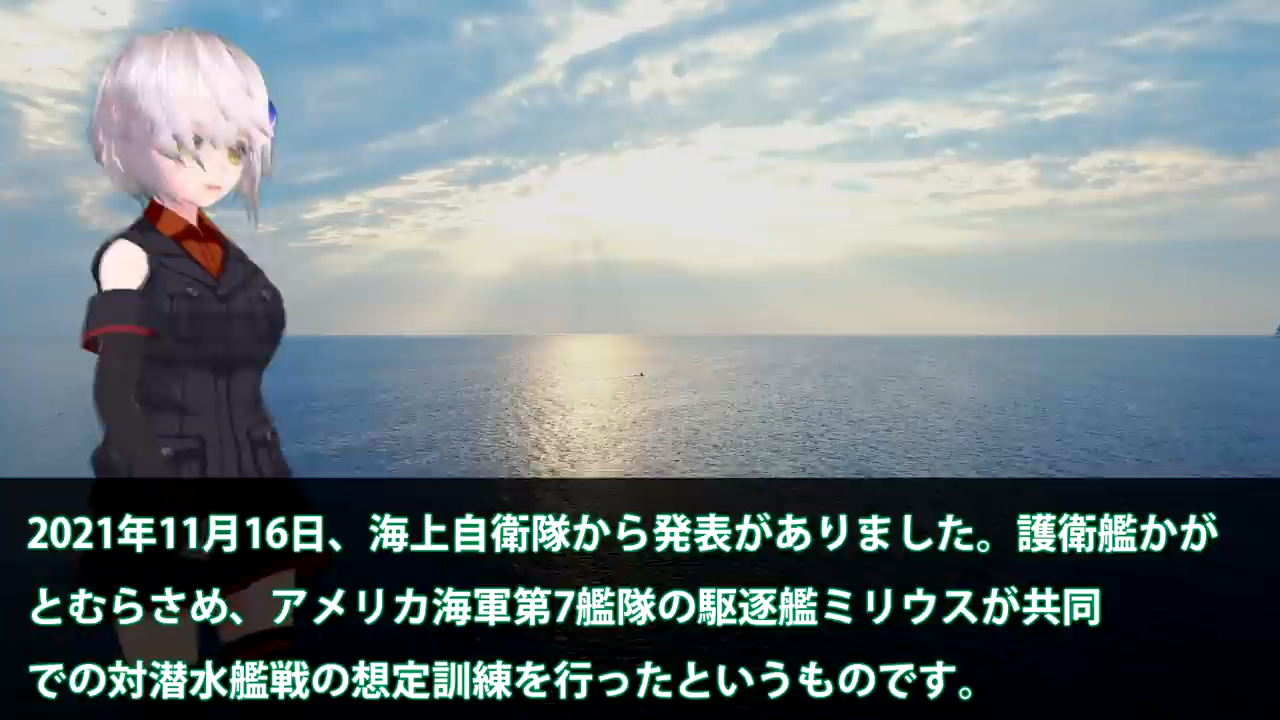 2021年11月16日、海上自衛隊から発表がありました。護衛艦かが
とむらさめ、アメリカ海軍第7艦隊の駆逐艦ミリウスが共同
での対潜水艦戦の想定訓練を行ったというものです。